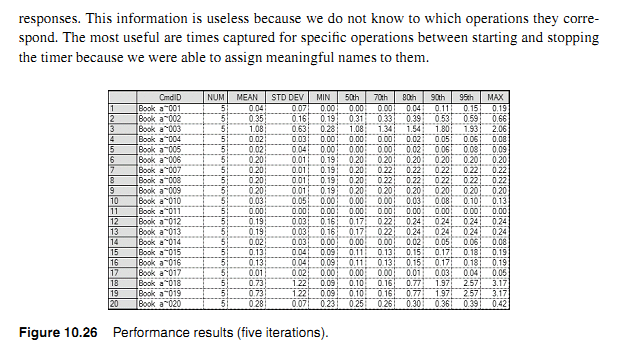 responses. This information is useless because we do not know to which operations they corre-
spond. The most useful are times captured for specific operations between starting and stopping
the timer because we were able to assign meaningful names to them.
CmdID NUM MEAN STD DEV MIN 50th 70th 80th 90th 95th MAX
1 Book a~001 5 0.04 0.07 0.00 0.00 0.00 0.04 0.11 0.15 0.19
2 Book a~002 5 0.35 0.16 0.19 0.31 0.33 0.39 0.53 0.59 0.66
3 Book a~003 5 1.08 0.63 0.28 1.08 1.34 1.54 1.80 1.93 2.06
4 Book a~004 5 0.02 0.03 0.00 0.00 0.00 0.02 0.05 0.06 0.08
5 Book a~005 5 0.02 0.04 0.00 0.00 0.00 0.02 0.06 0.08 0.09
6 Book a~006 5 0.20 0.01 0.19 0.20 0.20 0.20 0.20 0.20 0.20
7 Book a~007 5 0.20 0.01 0.19 0.20 0.22 0.22 0.22 0.22 0.22
8 Book a~008 5 0.20 0.01 0.19 0.20 0.22 0.22 0.22 0.22 0.22
9 Book a~009 5 0.20 0.01 0.19 0.20 0.20 0.20 0.20 0.20 0.20
10 Book a~010 5 0.03 0.05 0.00 0.00 0.00 0.03 0.08 0.10 0.13
11 Book a~011 5 0.00 0.00 0.00 0.00 0.00 0.00 0.00 0.00 0.00
12 Book a~012 5 0.19 0.03 0.16 0.17 0.22 0.24 0.24 0.24 0.24
13 Book a~013 5 0.19 0.03 0.16 0.17 0.22 0.24 0.24 0.24 0.24
14 Book a~014 5 0.02 0.03 0.00 0.00 0.00 0.02 0.05 0.06 0.08
15 Book a~015 5 0.13 0.04 0.09 0.11 0.13 0.15 0.17 0.18 0.19
16 Book a~016 5 0.13 0.04 0.09 0.11 0.13 0.15 0.17 0.18 0.19
17 Book a~017 5 0.01 0.02 0.00 0.00 0.00 0.01 0.03 0.04 0.05
18 Book a~018 5 0.73 1.22 0.09 0.10 0.16 0.77 1.97 2.57 3.17
19 Book a~019 5 0.73 1.22 0.09 0.10 0.16 0.77 1.97 2.57 3.17
20 Book a~020 5 0.28 0.07 0.23 0.25 0.26 0.30 0.36 0.39 0.42
Figure 10.26 Performance results (five iterations).